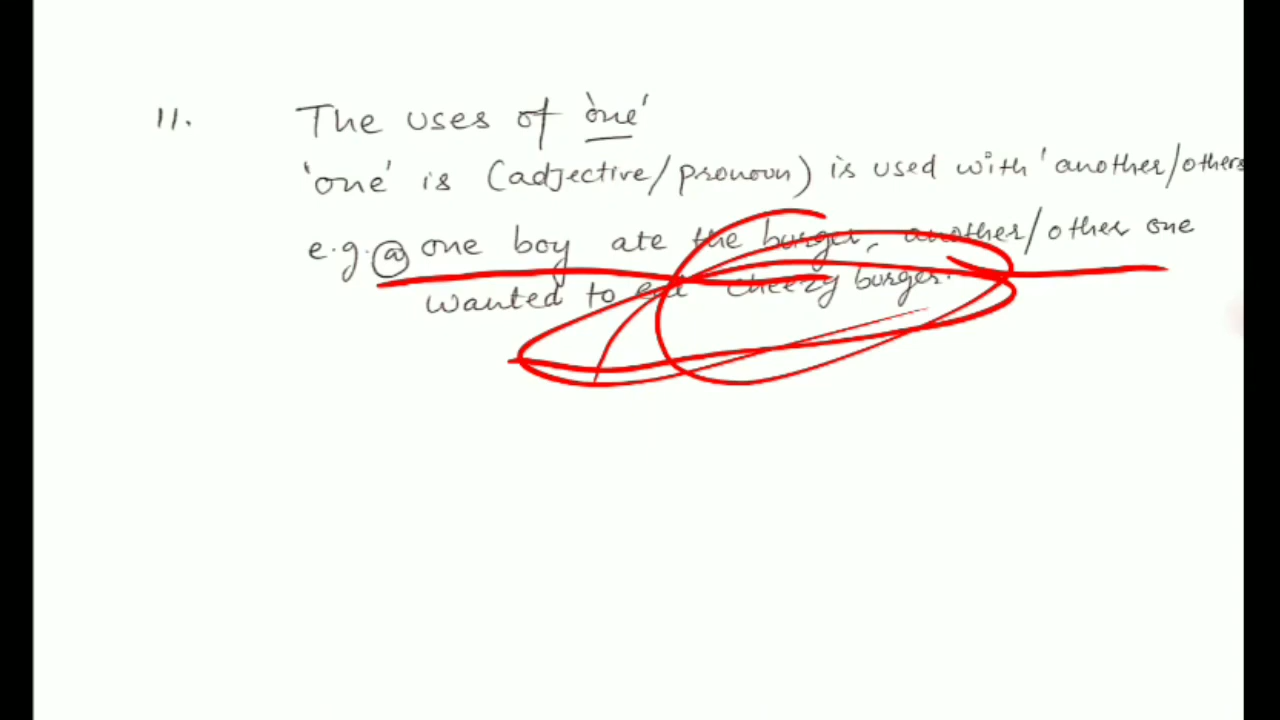 11. The uses of 'one'
'one' is (adjective/pronoun) is used with 'another/others
e.g. (a) one boy ate the burger, another/other one
wanted to eat cheezy burger.